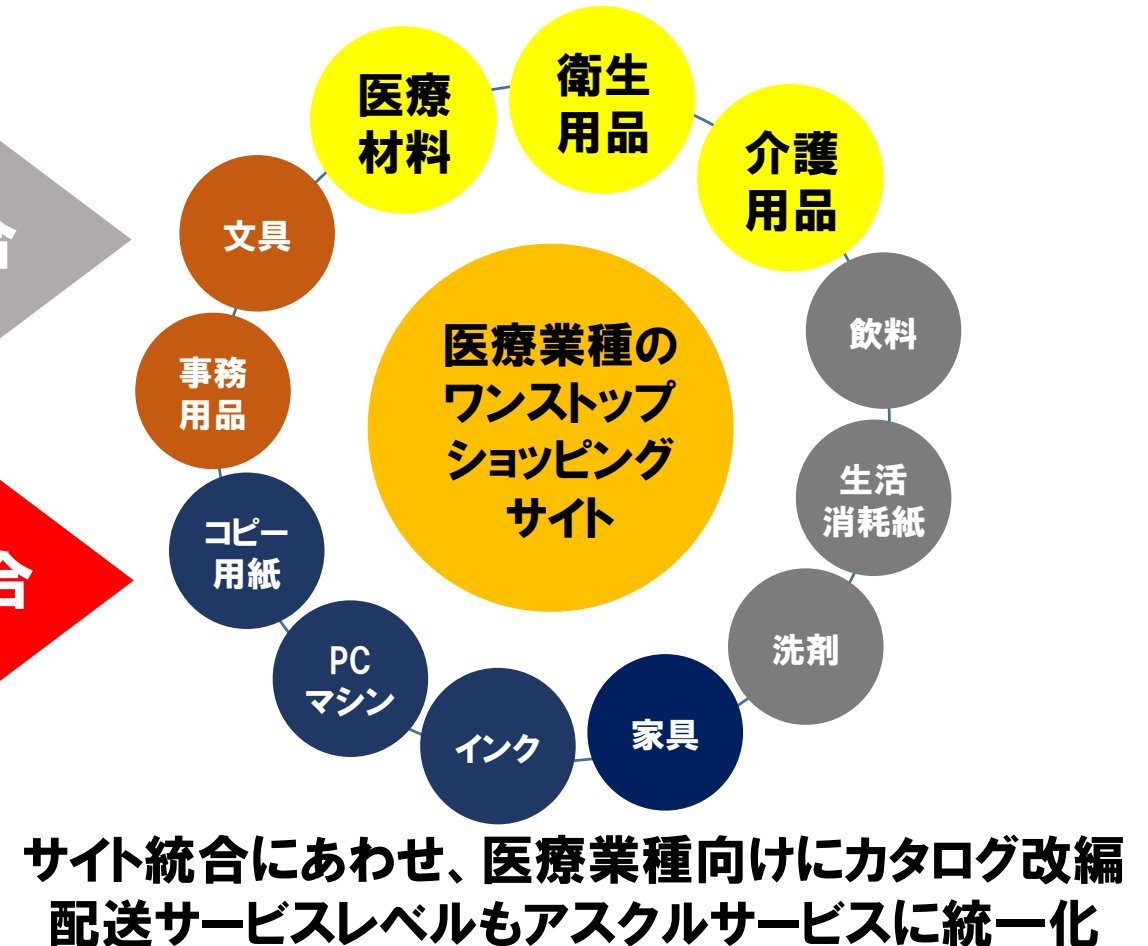 医療
材料
衛生
用品
介護
用品
文具
飲料
合
事務
用品
医療業種の
ワンストップ
ショッピング
サイト
生活
消耗紙
コピー
用紙
合
洗剤
PC
マシン
インク
家具
サイト統合にあわせ、医療業種向けにカタログ改編
配送サービスレベルもアスクルサービスに統一化